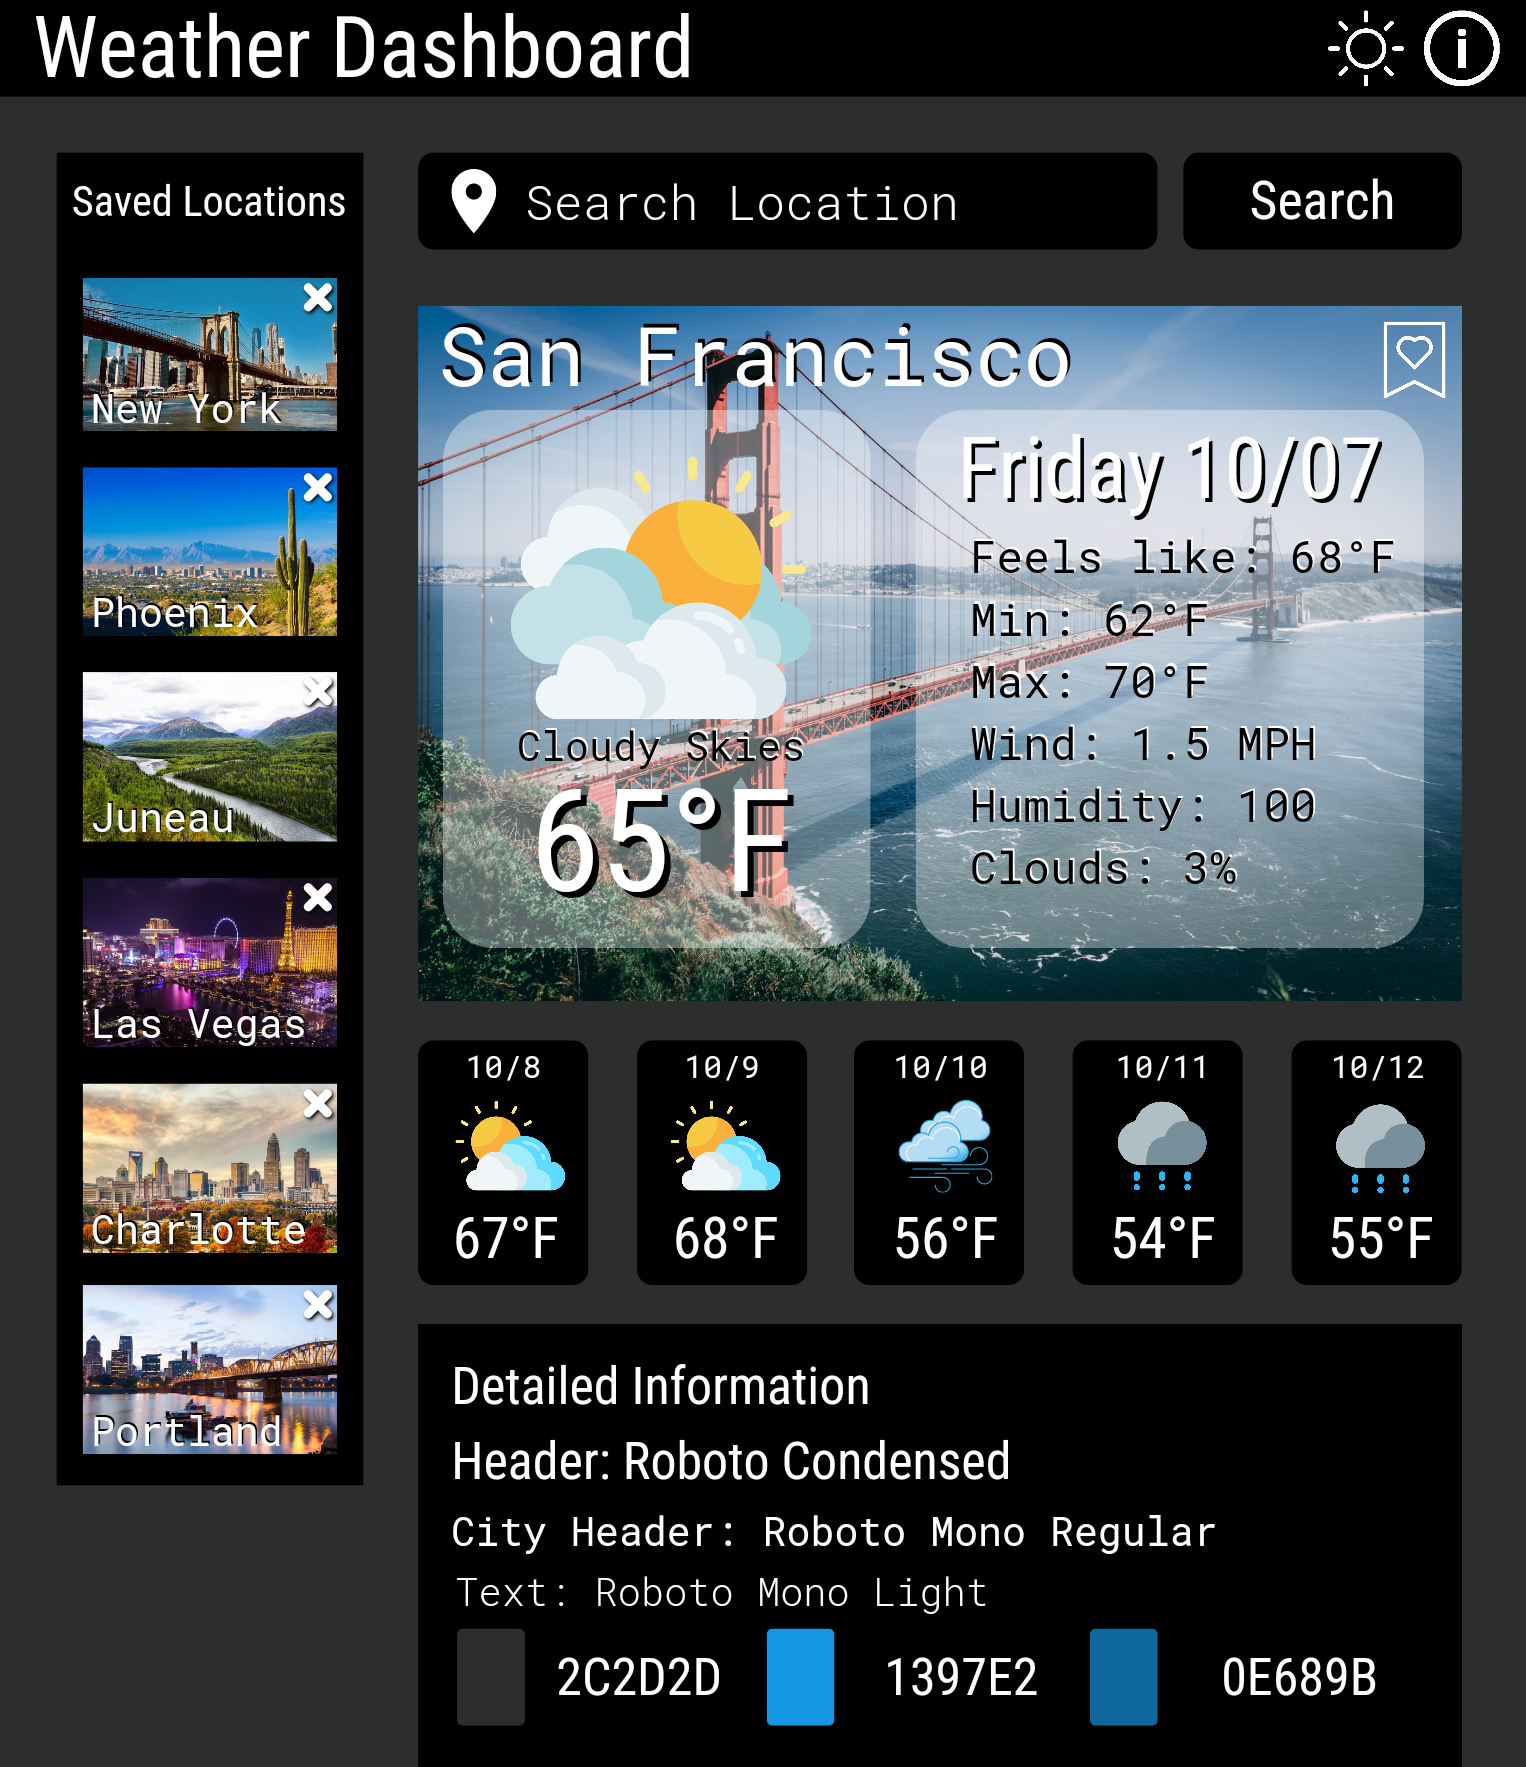 Weather Dashboard
Saved Locations
New York
Phoenix
Juneau
Las Vegas
Charlotte
Portland
Search Location
Search
San Francisco
Cloudy Skies
65°F
Friday 10/07
Feels like: 68°F
Min: 62°F
Max: 70°F
Wind: 1.5 MPH
Humidity: 100
Clouds: 3%
10/8
67°F
10/9
68°F
10/10
56°F
10/11
54°F
10/12
55°F
Detailed Information
Header: Roboto Condensed
City Header: Roboto Mono Regular
Text: Roboto Mono Light
2C2D2D
1397E2
0E689B